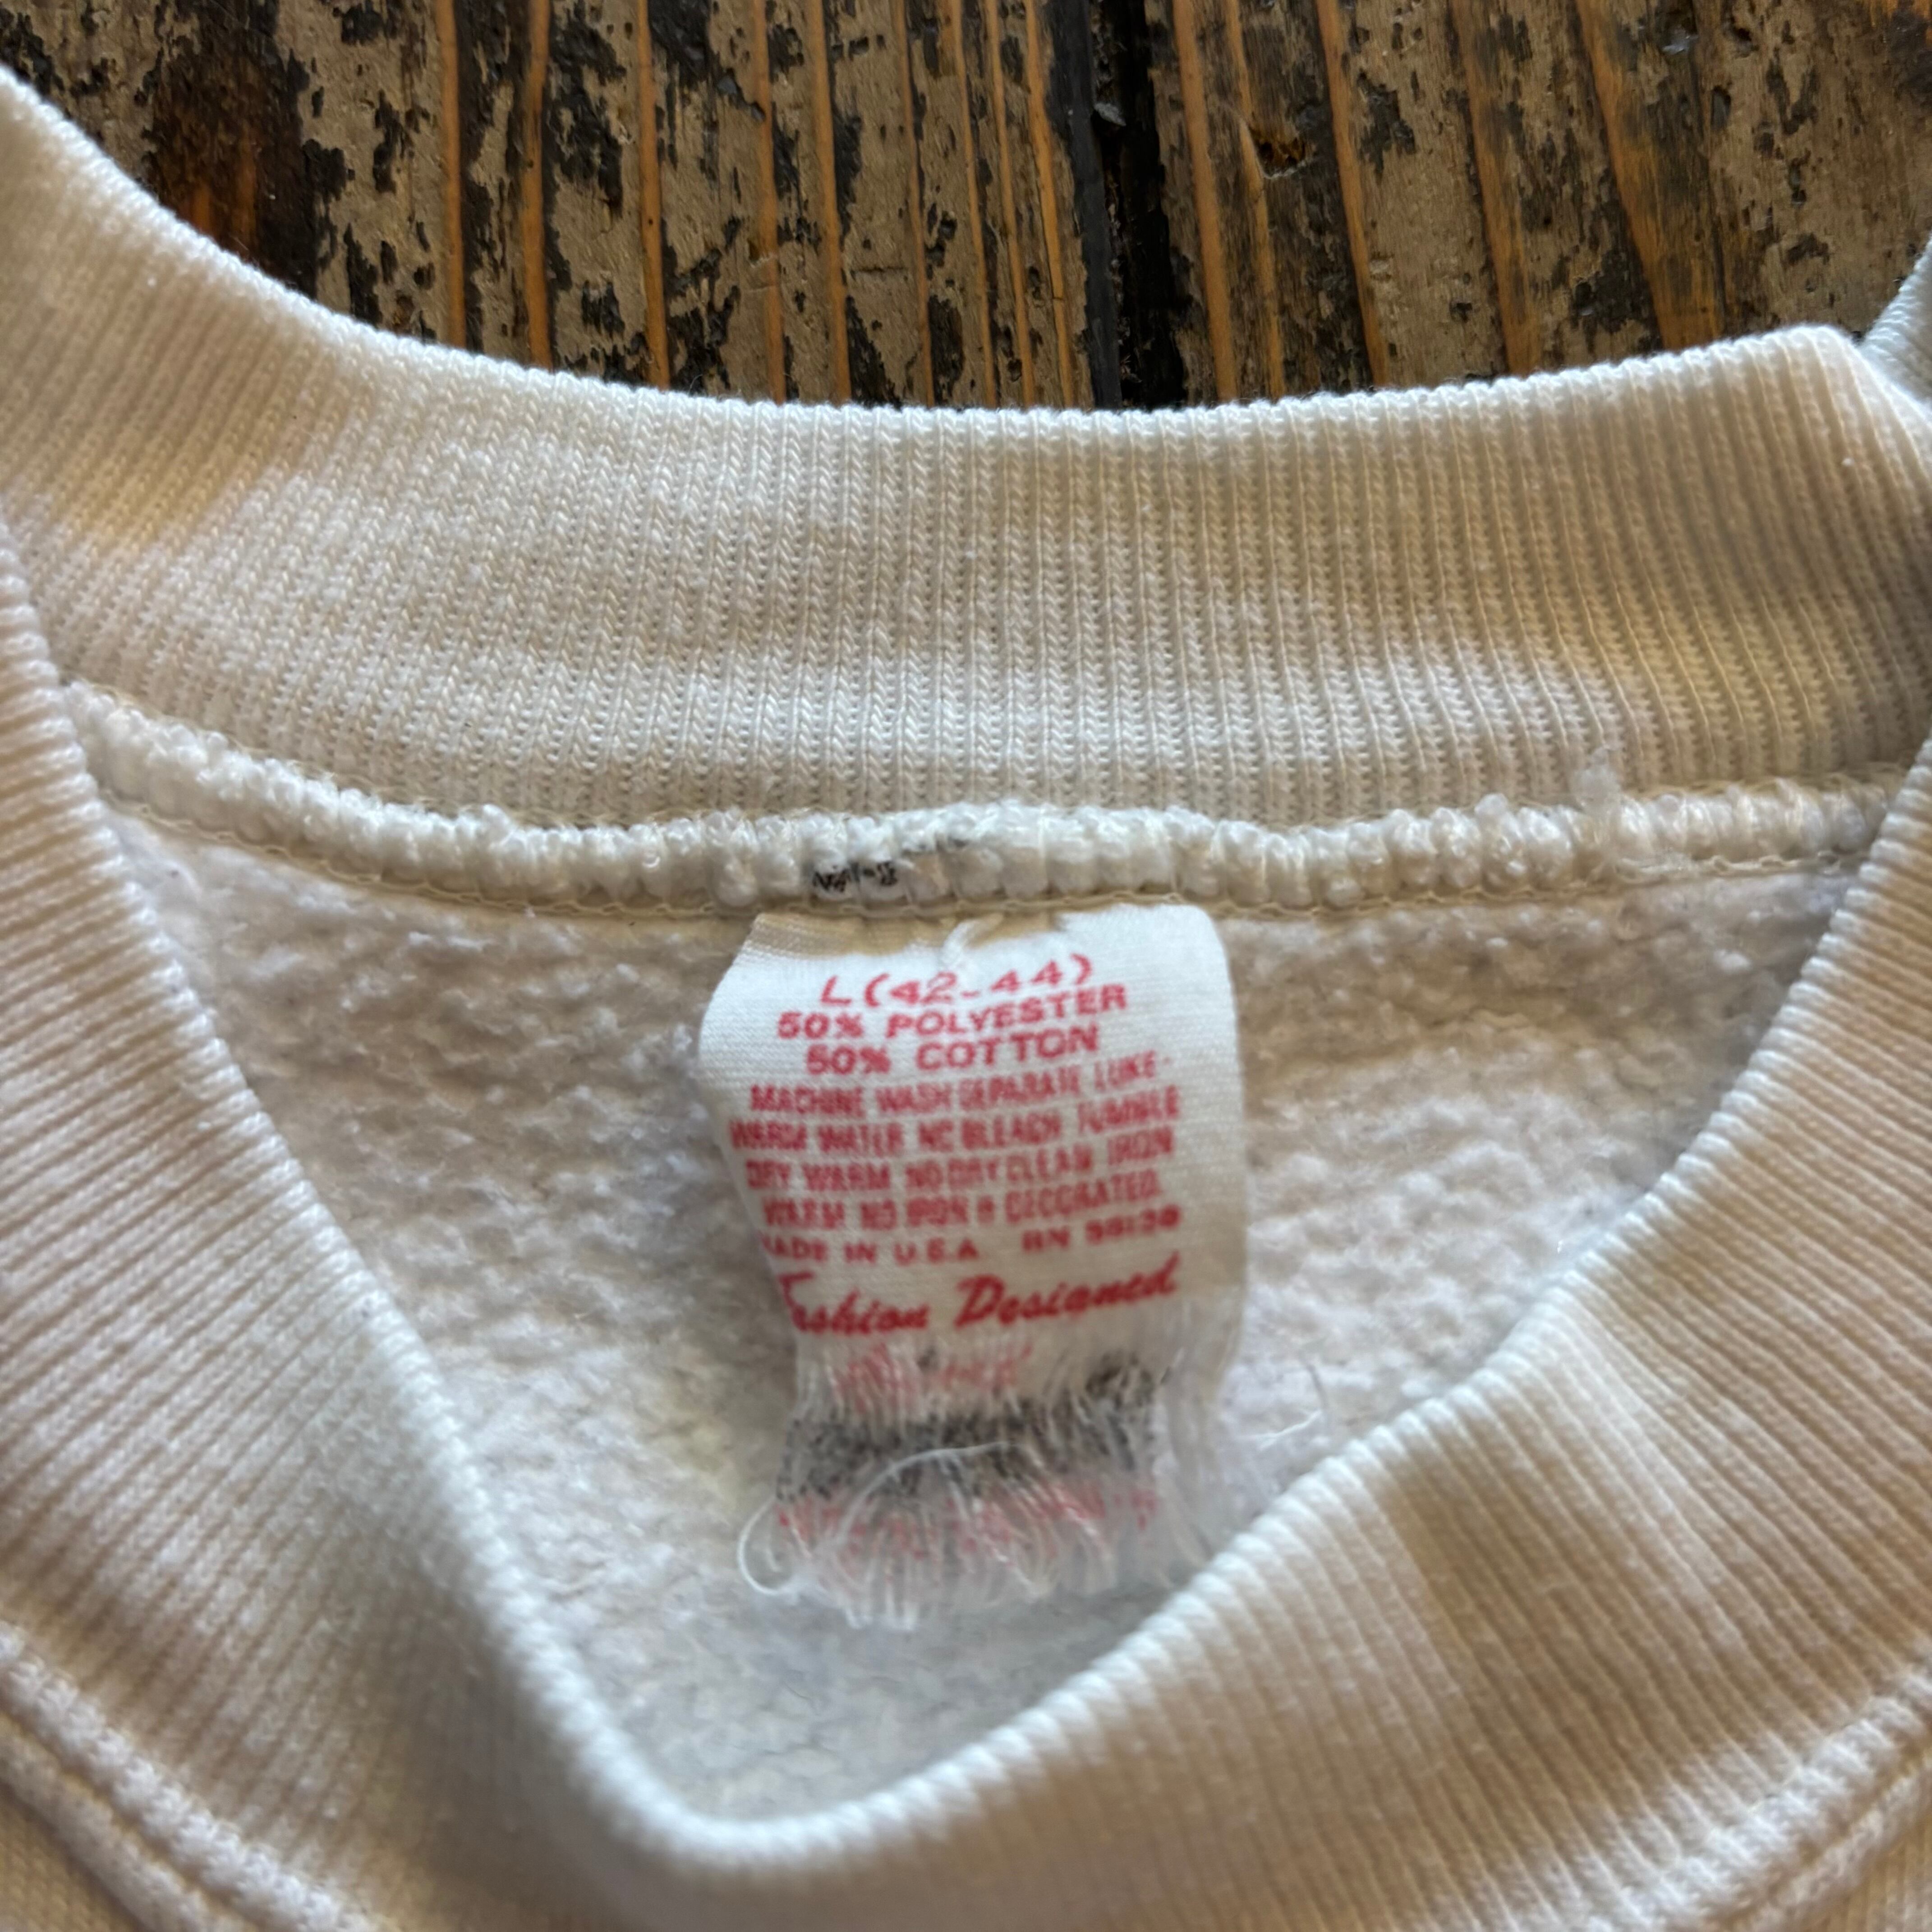 L (42-44)
50% POLYESTER
50% COTTON
MACHINE WASH SEPARATE LUKE-
WARM WATER NO BLEACH TUMBLE
DRY WARM NO DRY CLEAN IRON
WARM NO IRON IF DECORATED.
MADE IN U.S.A RN
Fashion Designed